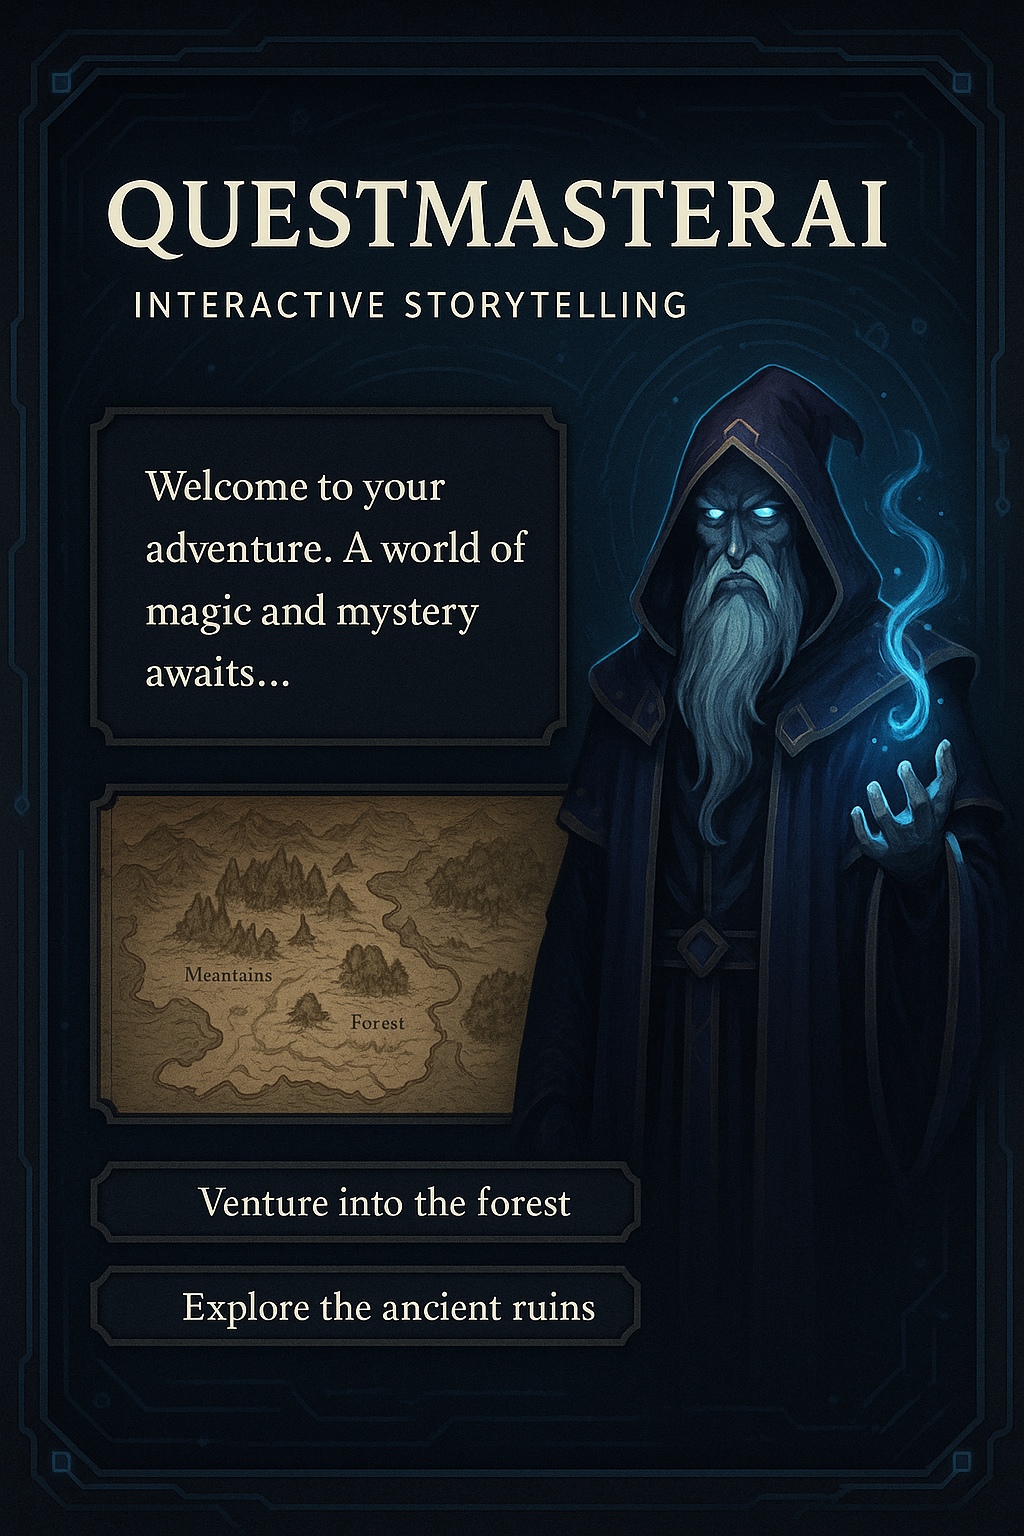 QUESTMASTERAI
INTERACTIVE STORYTELLING
Welcome to your
adventure. A world of
magic and mystery
awaits...
Meantains
Forest
Venture into the forest
Explore the ancient ruins